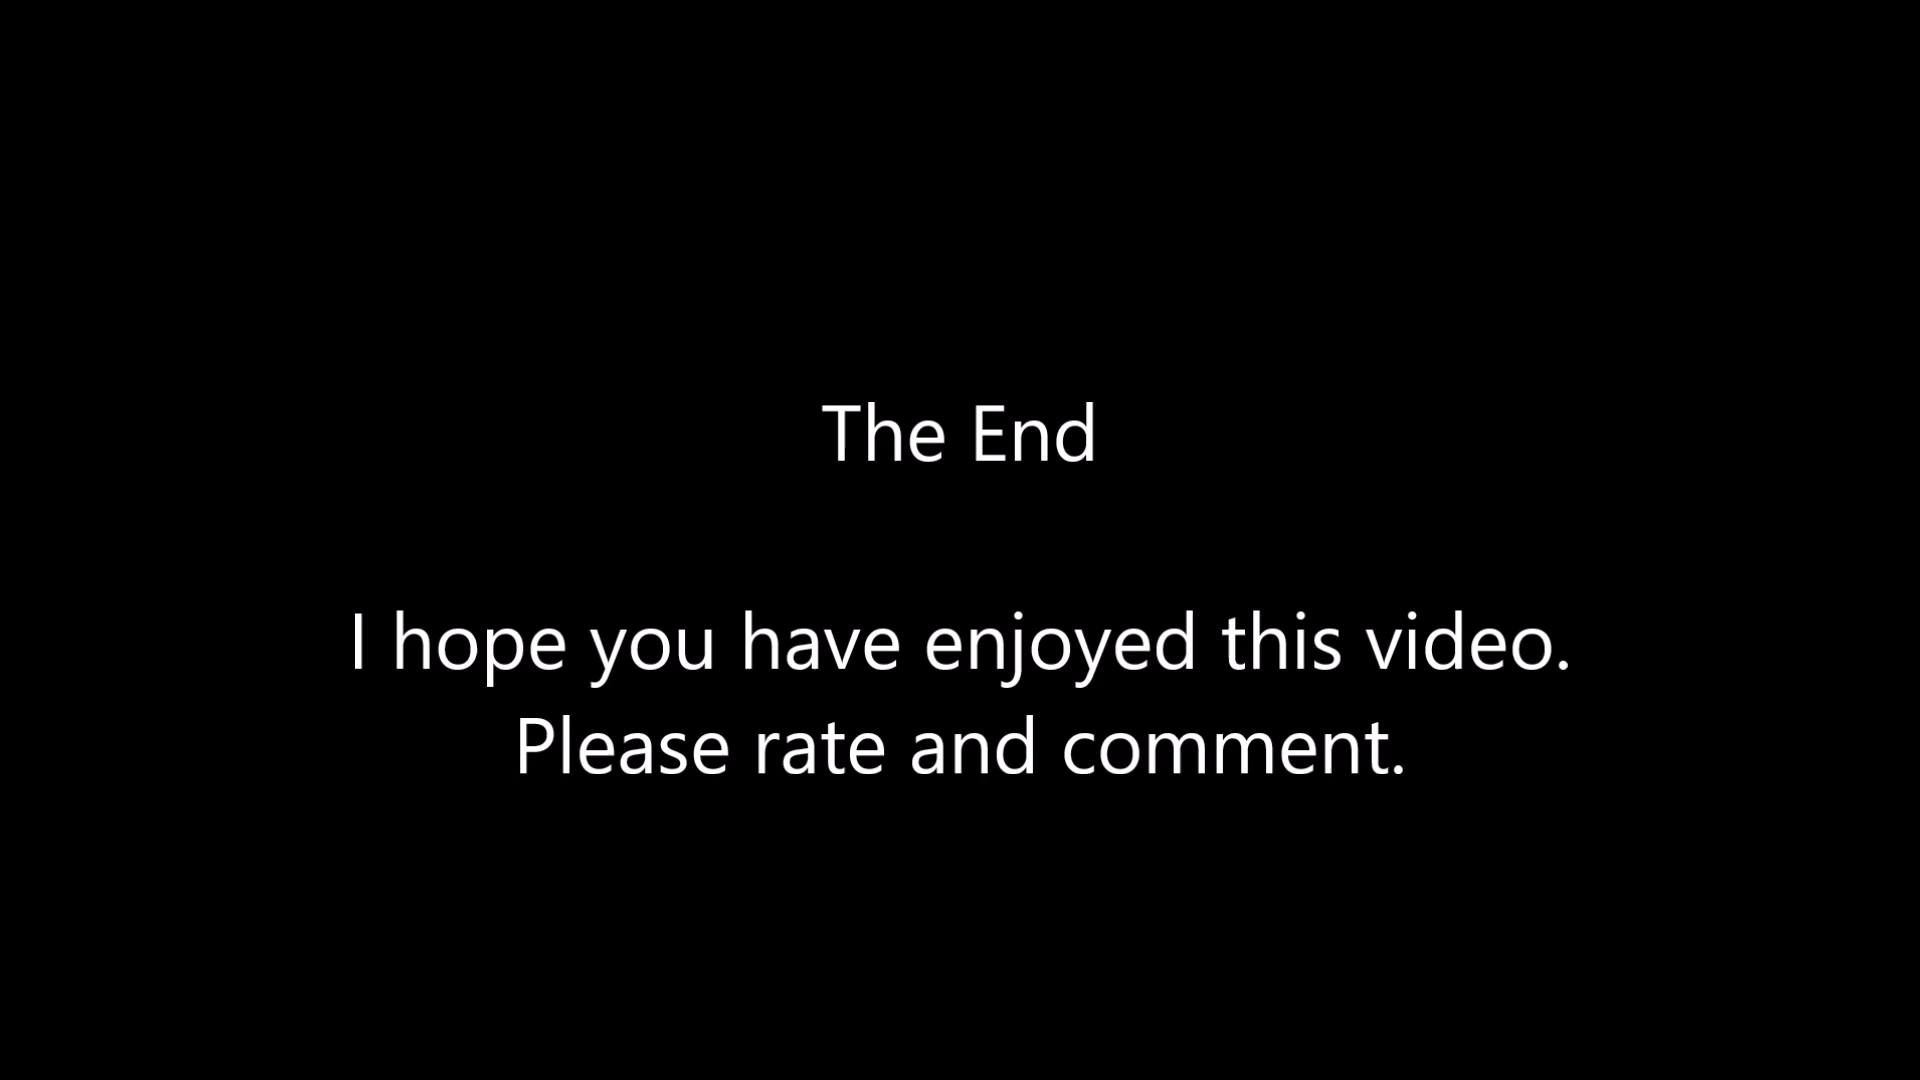 The End
I hope you have enjoyed this video.
Please rate and comment.